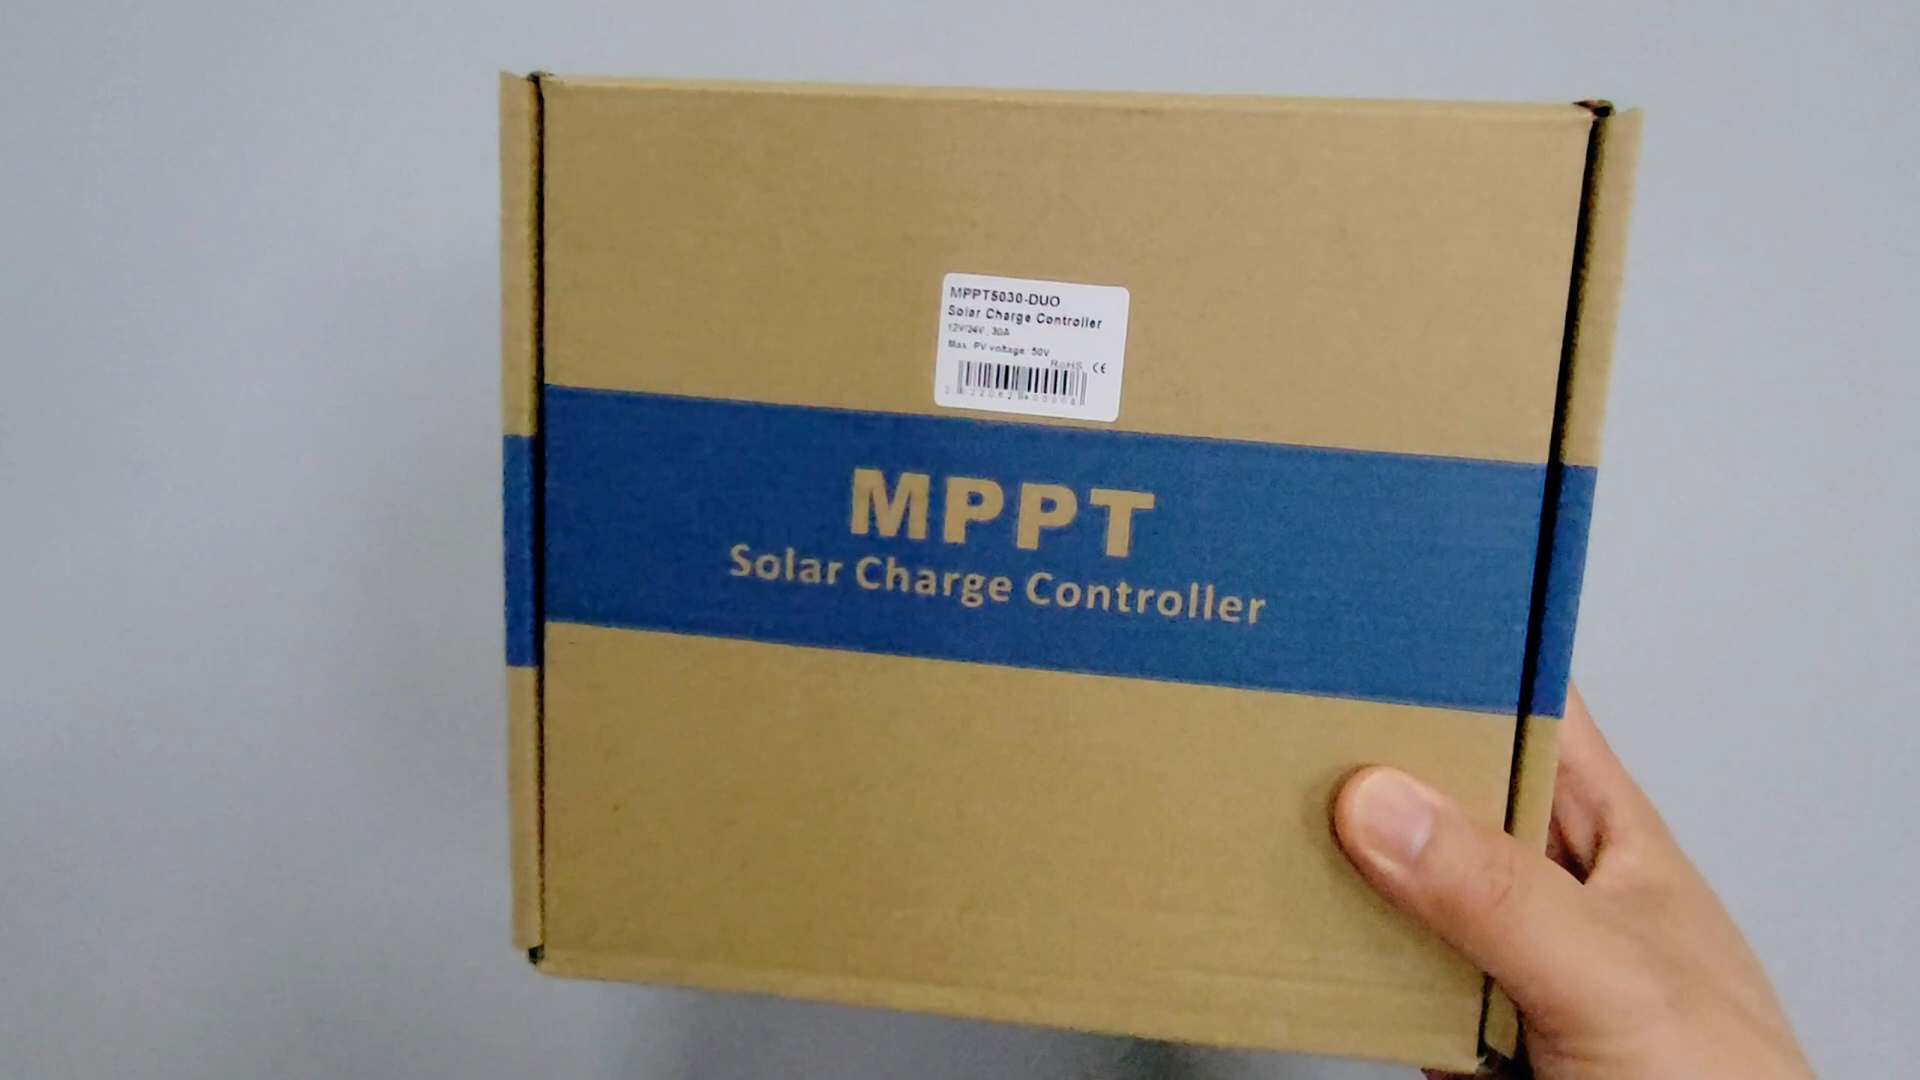 MPPT5030-DUO
Solar Charge Controller
12V/24V, 30A
Max. PV voltage: 50V
RoHS CE
MPPT
Solar Charge Controller